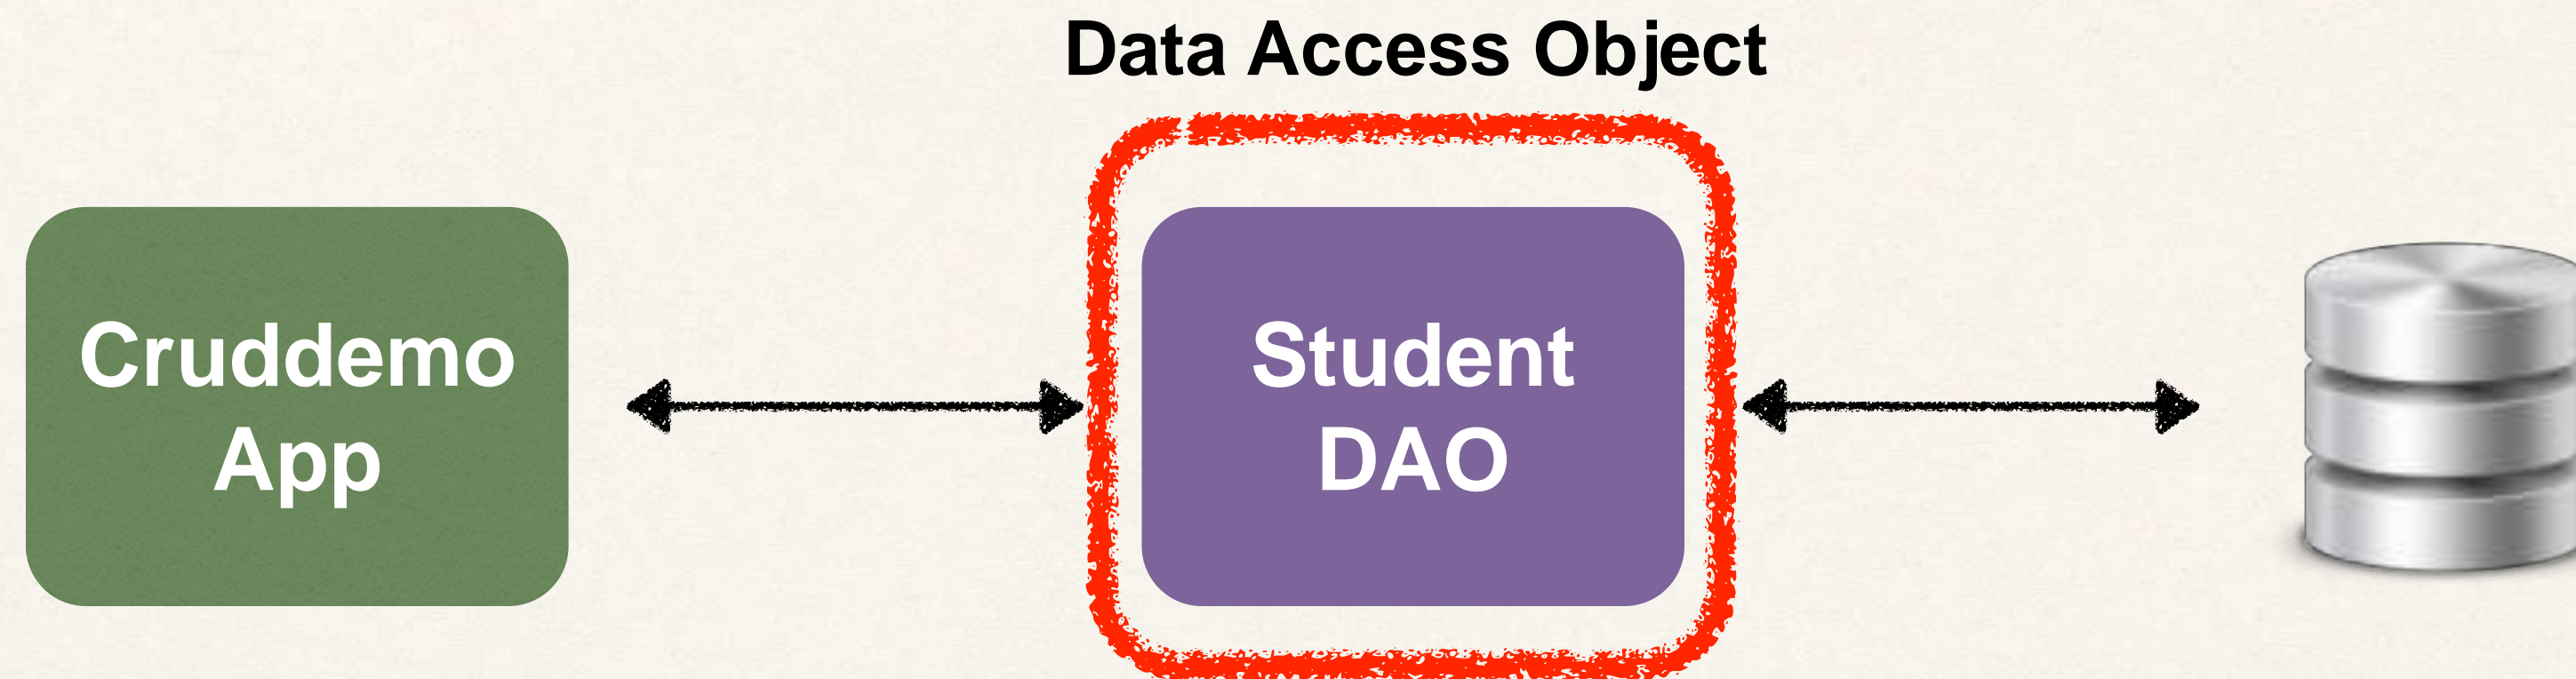 Data Access Object
Cruddemo
App
Student
DAO